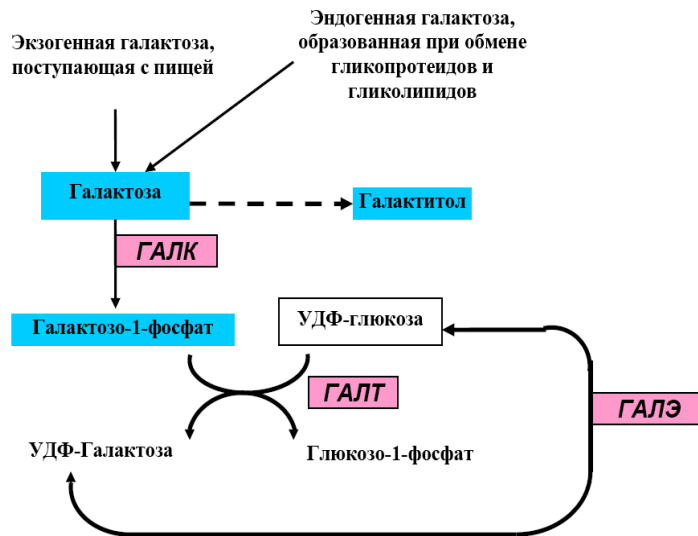 Экзогенная галактоза,
поступающая с пищей
Эндогенная галактоза,
образованная при обмене
гликопротеидов и
гликолипидов
Галактоза
Галактитол
ГАЛК
Галактозо-1-фосфат
УДФ-глюкоза
ГАЛТ
ГАЛЭ
УДФ-Галактоза
Глюкозо-1-фосфат